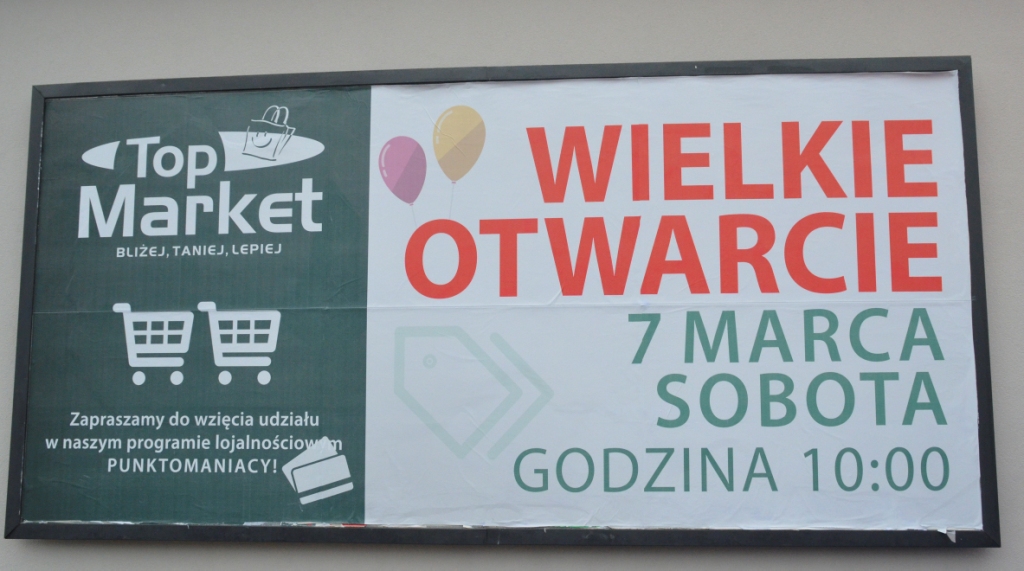 Top
Market
BLIŻEJ, TANIEJ, LEPIEJ
Zapraszamy do wzięcia udziału
w naszym programie lojalnościowym
PUNKTOMANIACY!
WIELKIE
OTWARCIE
7 MARCA
SOBOTA
GODZINA 10:00